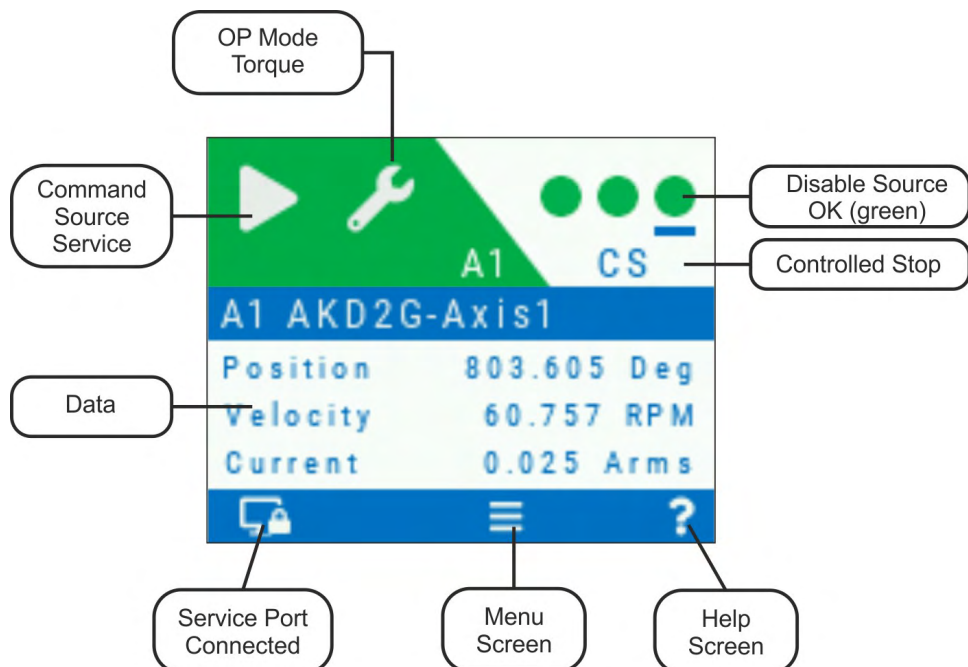 OP Mode
Torque
Command
Source
Service
Disable Source
OK (green)
A1
CS
Controlled Stop
A1 AKD2G-Axis1
Position 803.605 Deg
Data
Velocity 60.757 RPM
Current 0.025 Arms
?
Service Port
Connected
Menu
Screen
Help
Screen